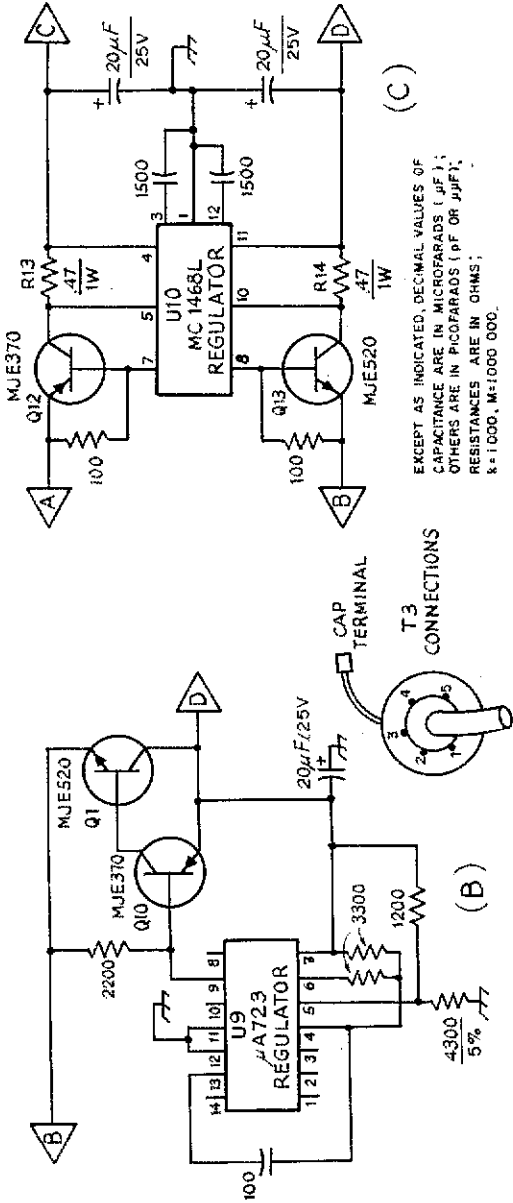 MJE370
Q12
A
100
R13
.47
1W
C
+
20µF
25V
1500
1500
3
1
12
4
5
7
8
10
11
U10
MC 1468L
REGULATOR
Q13
MJE520
B
100
R14
.47
1W
+
20µF
25V
D
(C)
EXCEPT AS INDICATED, DECIMAL VALUES OF
CAPACITANCE ARE IN MICROFARADS ( µF ) ;
OTHERS ARE IN PICOFARADS ( pF OR µµF);
RESISTANCES ARE IN OHMS;
k = 1 000, M=1000 000.
B
MJE520
Q1
MJE370
Q10
2200
D
14
13
12
11
10
9
8
U9
µA723
REGULATOR
1
2
3
4
5
6
7
100
20µF/25V
+
3300
1200
4300
5%
(B)
CAP
TERMINAL
T3
CONNECTIONS
1
2
3
4
5